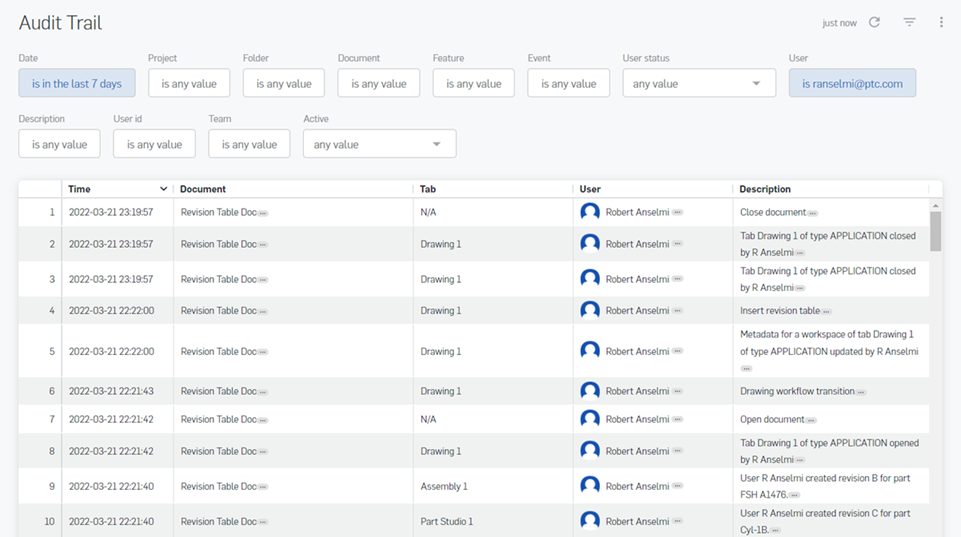 Audit Trail
just now
Date Project Folder Document Feature Event User status User
is in the last 7 days is any value is any value is any value is any value is any value any value is ranselmi@ptc.com
Description User id Team Active
is any value is any value is any value any value
Time Document Tab User Description
1 2022-03-21 23:19:57 Revision Table Doc N/A Robert Anselmi Close document
2 2022-03-21 23:19:57 Revision Table Doc Drawing 1 Robert Anselmi Tab Drawing 1 of type APPLICATION closed
by R Anselmi
3 2022-03-21 23:19:57 Revision Table Doc Drawing 1 Robert Anselmi Tab Drawing 1 of type APPLICATION closed
by R Anselmi
4 2022-03-21 22:22:00 Revision Table Doc Drawing 1 Robert Anselmi Insert revision table
5 2022-03-21 22:22:00 Revision Table Doc Drawing 1 Robert Anselmi Metadata for a workspace of tab Drawing 1
of type APPLICATION updated by R Anselmi
6 2022-03-21 22:21:43 Revision Table Doc Drawing 1 Robert Anselmi Drawing workflow transition
7 2022-03-21 22:21:42 Revision Table Doc N/A Robert Anselmi Open document
8 2022-03-21 22:21:42 Revision Table Doc Drawing 1 Robert Anselmi Tab Drawing 1 of type APPLICATION opened
by R Anselmi
9 2022-03-21 22:21:40 Revision Table Doc Assembly 1 Robert Anselmi User R Anselmi created revision B for part
FSH A1476.
10 2022-03-21 22:21:40 Revision Table Doc Part Studio 1 Robert Anselmi User R Anselmi created revision C for part
Cyl-1B.